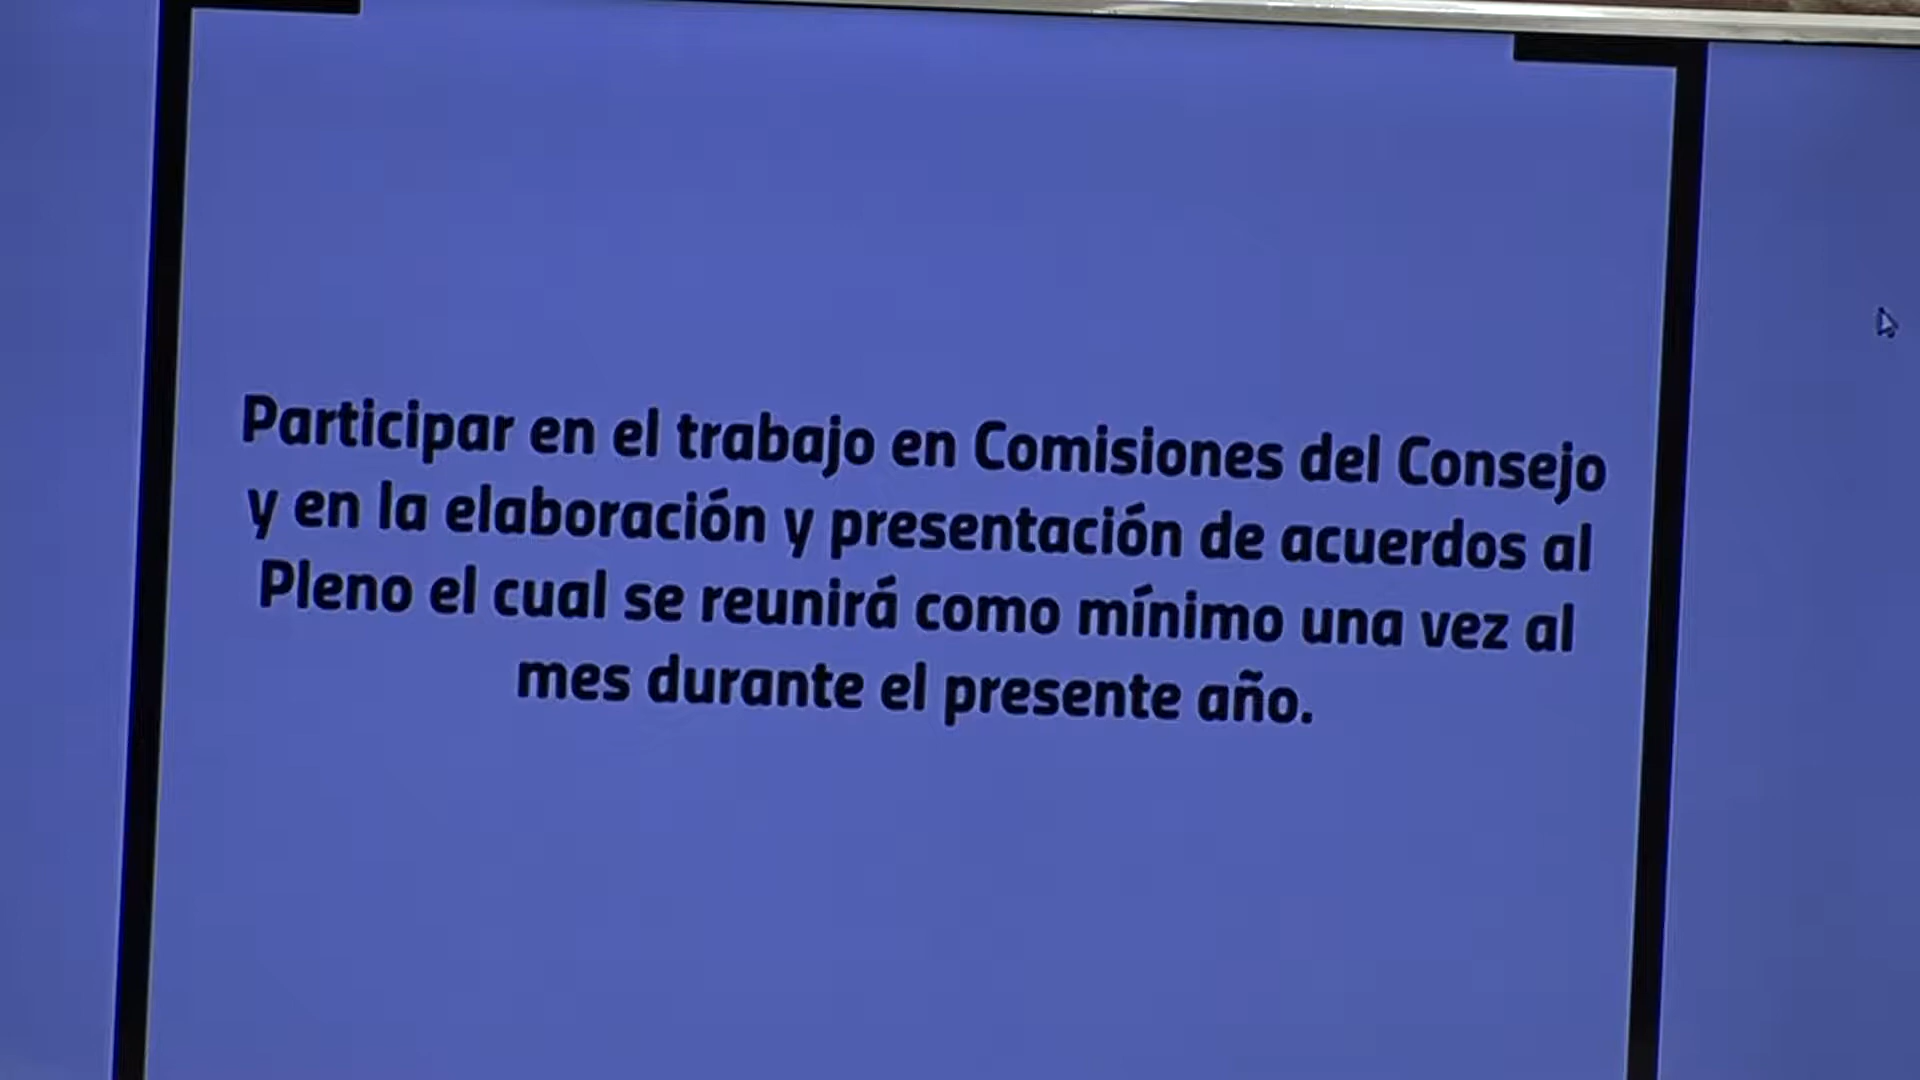 Participar en el trabajo en Comisiones del Consejo
y en la elaboración y presentación de acuerdos al
Pleno el cual se reunirá como mínimo una vez al
mes durante el presente año.